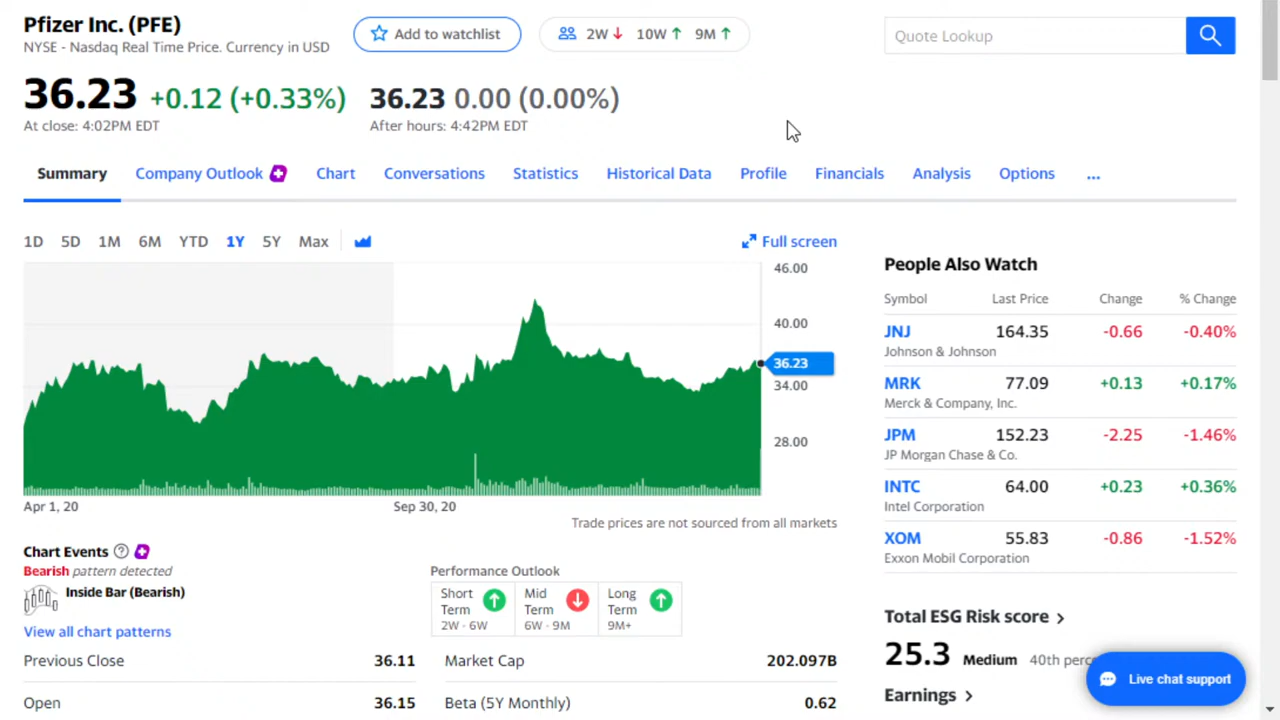 Pfizer Inc. (PFE)
NYSE - Nasdaq Real Time Price. Currency in USD
Add to watchlist
2W 10W 9M
Quote Lookup
36.23 +0.12 (+0.33%)
At close: 4:02PM EDT
36.23 0.00 (0.00%)
After hours: 4:42PM EDT
Summary Company Outlook Chart Conversations Statistics Historical Data Profile Financials Analysis Options ...
1D 5D 1M 6M YTD 1Y 5Y Max
Full screen
46.00
40.00
36.23
34.00
28.00
Apr 1, 20 Sep 30, 20
Trade prices are not sourced from all markets
People Also Watch
Symbol Last Price Change % Change
JNJ 164.35 -0.66 -0.40%
Johnson & Johnson
MRK 77.09 +0.13 +0.17%
Merck & Company, Inc.
JPM 152.23 -2.25 -1.46%
JP Morgan Chase & Co.
INTC 64.00 +0.23 +0.36%
Intel Corporation
XOM 55.83 -0.86 -1.52%
Exxon Mobil Corporation
Chart Events
Bearish pattern detected
Inside Bar (Bearish)
View all chart patterns
Performance Outlook
Short Term
2W - 6W
Mid Term
6W - 9M
Long Term
9M+
Previous Close 36.11
Open 36.15
Market Cap 202.097B
Beta (5Y Monthly) 0.62
Total ESG Risk score
25.3 Medium 40th perc
Earnings
Live chat support